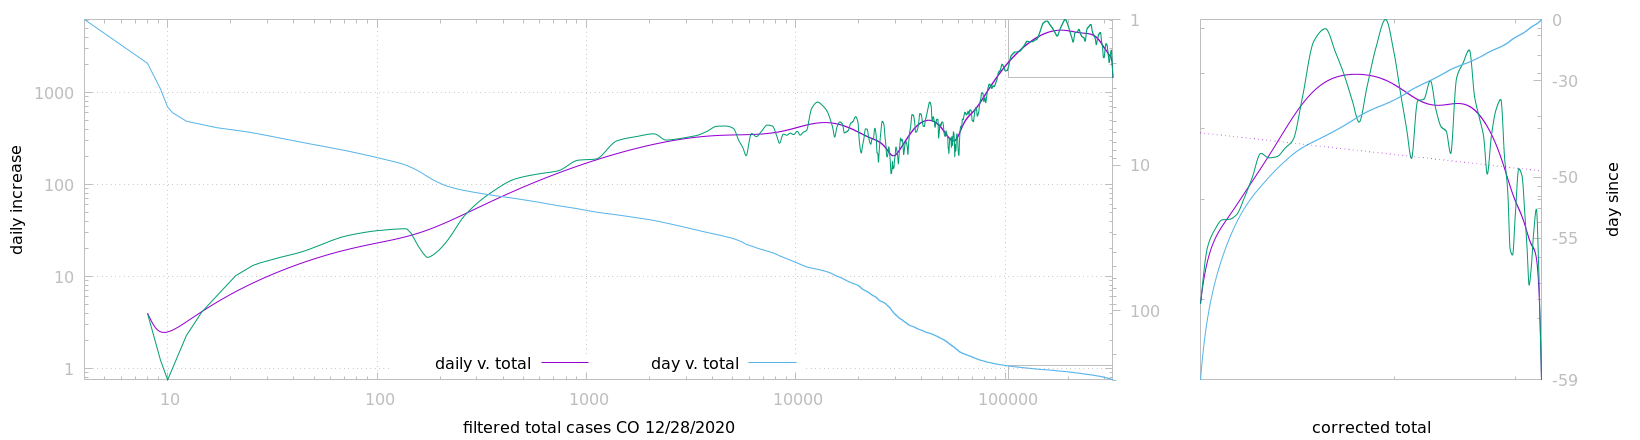 daily increase
1000
100
10
1
10
100
1000
10000
100000
filtered total cases CO 12/28/2020
daily v. total
day v. total
1
10
100
0
-30
-50
-55
-59
day since
corrected total